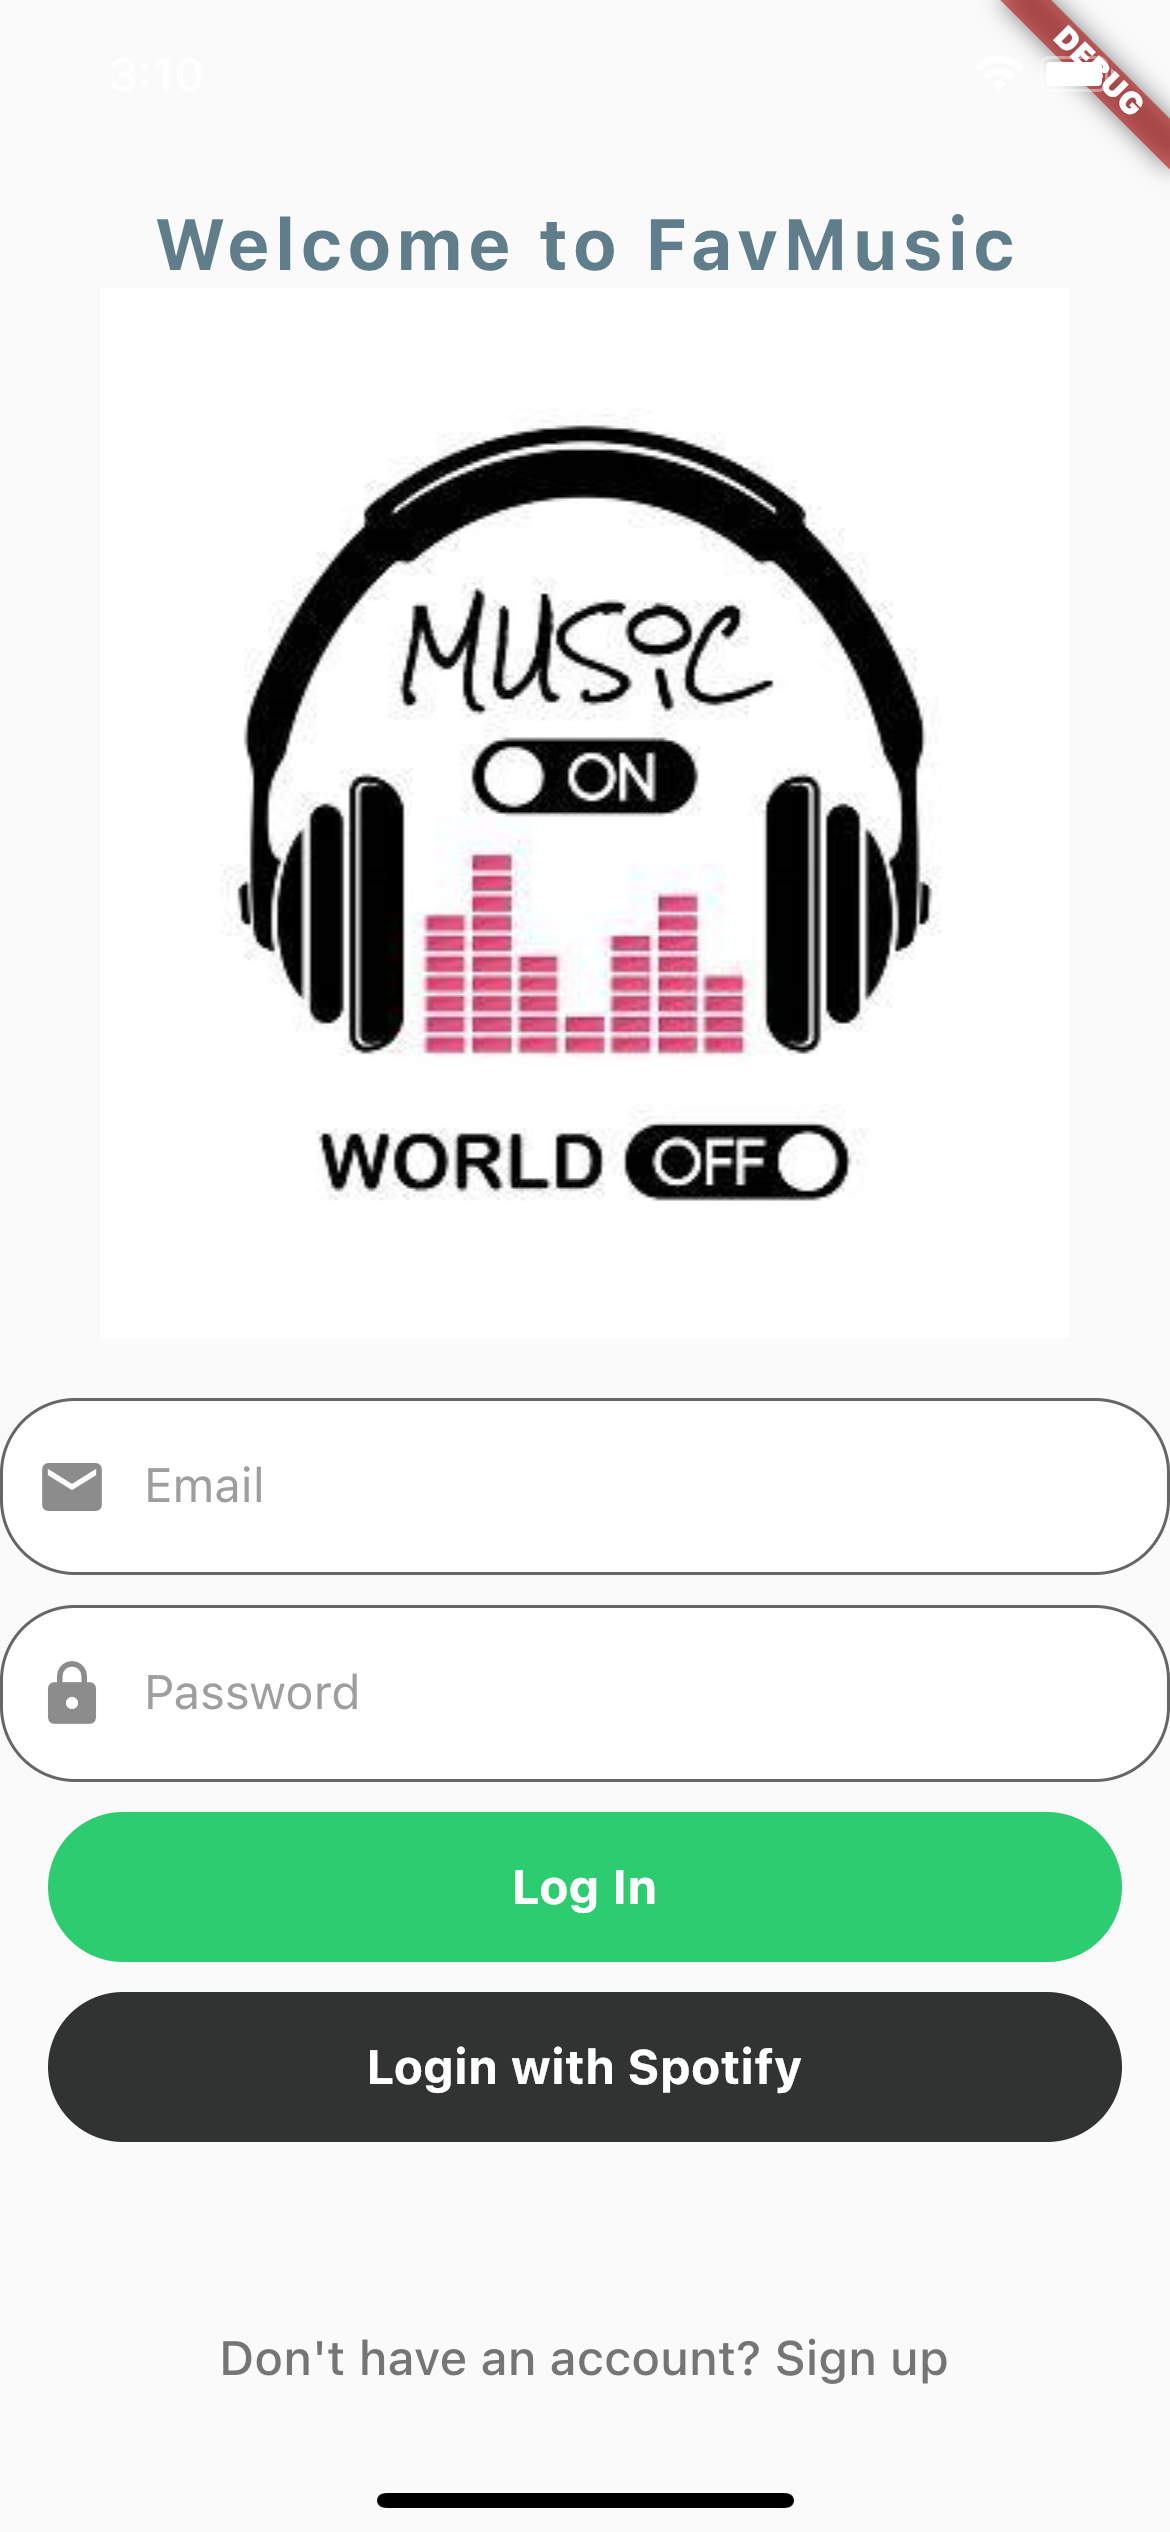 3:10
DEBUG
Welcome to FavMusic
MUSiC
ON
WORLD OFF
Email
Password
Log In
Login with Spotify
Don't have an account? Sign up